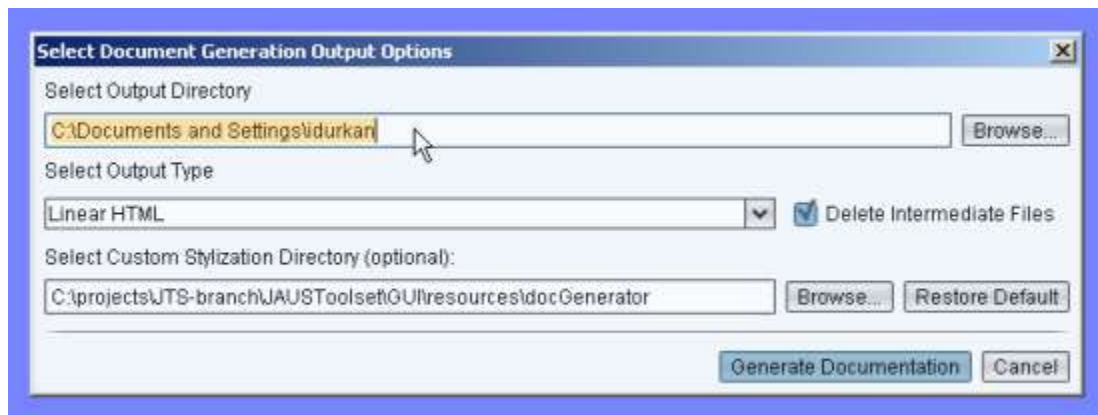 Select Document Generation Output Options
Select Output Directory
C:\Documents and Settings\idurkan Browse...
Select Output Type
Linear HTML Delete Intermediate Files
Select Custom Stylization Directory (optional):
C:\projects\JTS-branch\JAUSToolset\GUI\resources\docGenerator Browse... Restore Default
Generate Documentation Cancel